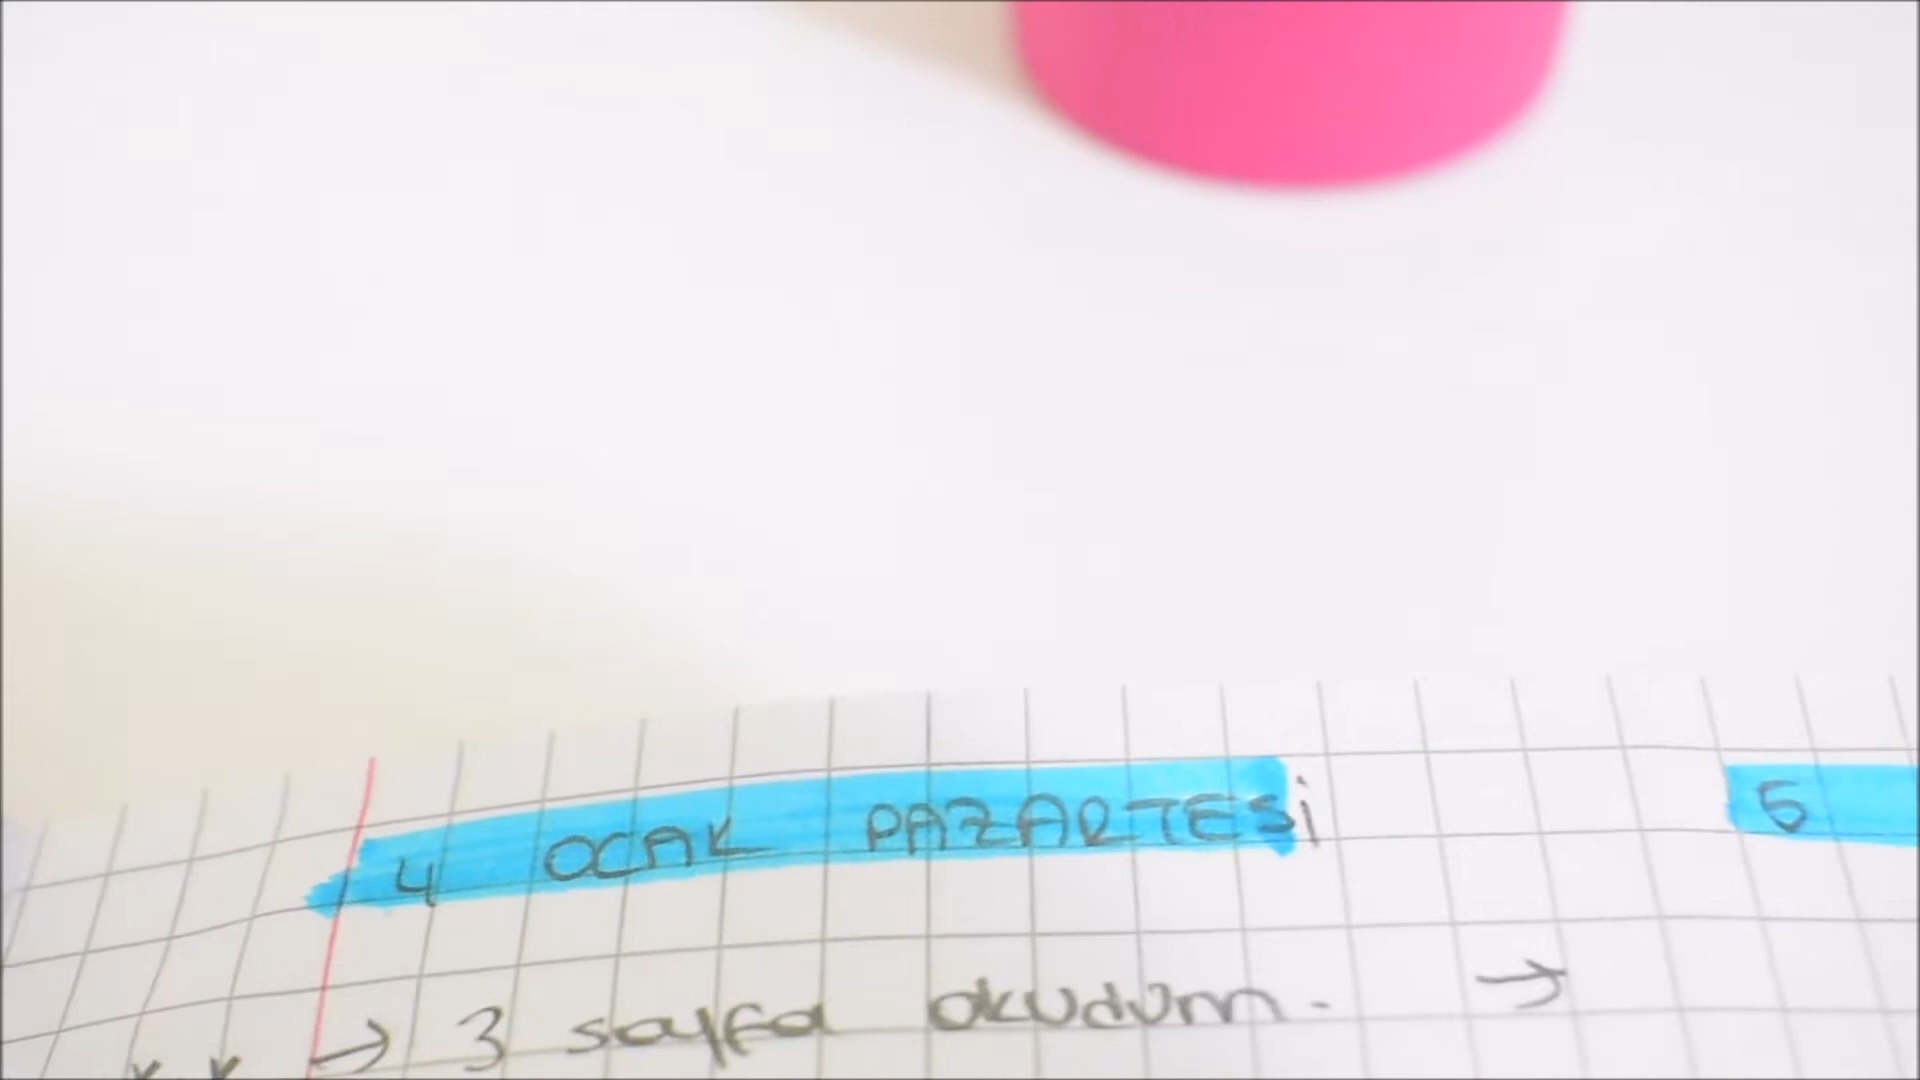 4 OCAK PAZARTESİ 5
→ 3 sayfa okudum. →